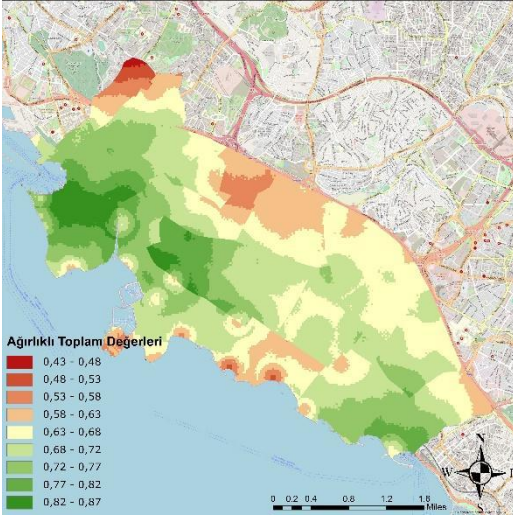 Ağırlıklı Toplam Değerleri
0,43 - 0,48
0,48 - 0,53
0,53 - 0,58
0,58 - 0,63
0,63 - 0,68
0,68 - 0,72
0,72 - 0,77
0,77 - 0,82
0,82 - 0,87
N
W
S
0 0.2 0.4 0.8 1.2 1.6
Miles